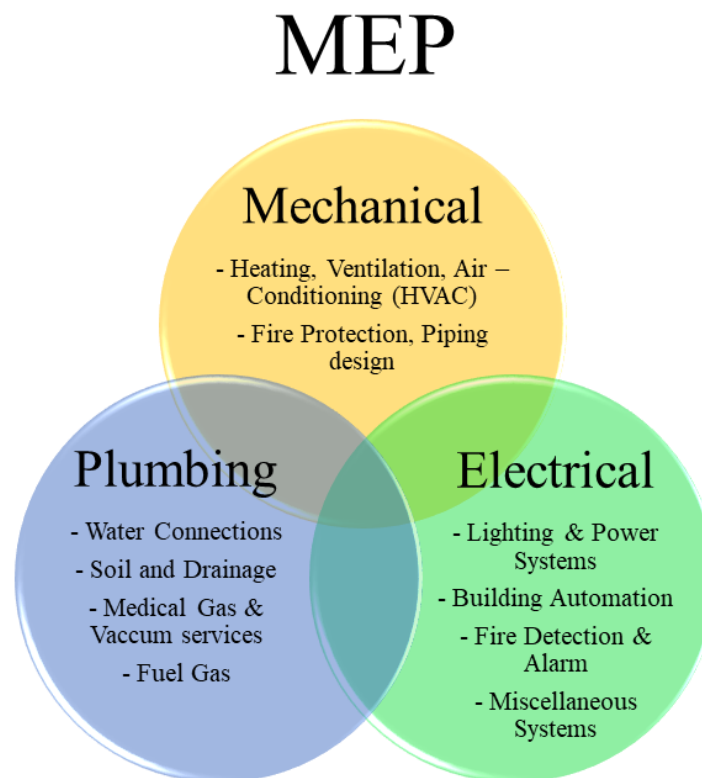 MEP
Mechanical
- Heating, Ventilation, Air –
Conditioning (HVAC)
- Fire Protection, Piping
design
Plumbing
- Water Connections
- Soil and Drainage
- Medical Gas &
Vaccum services
- Fuel Gas
Electrical
- Lighting & Power
Systems
- Building Automation
- Fire Detection &
Alarm
- Miscellaneous
Systems